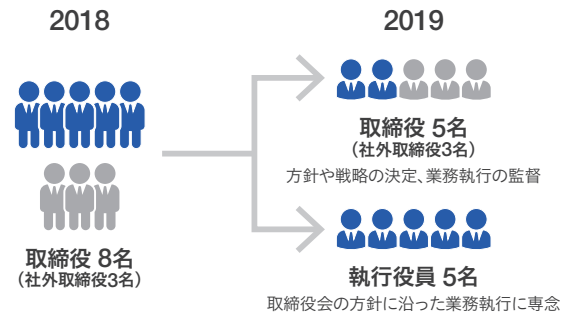 2018
取締役 8名
(社外取締役3名)
2019
取締役 5名
(社外取締役3名)
方針や戦略の決定、業務執行の監督
執行役員 5名
取締役会の方針に沿った業務執行に専念